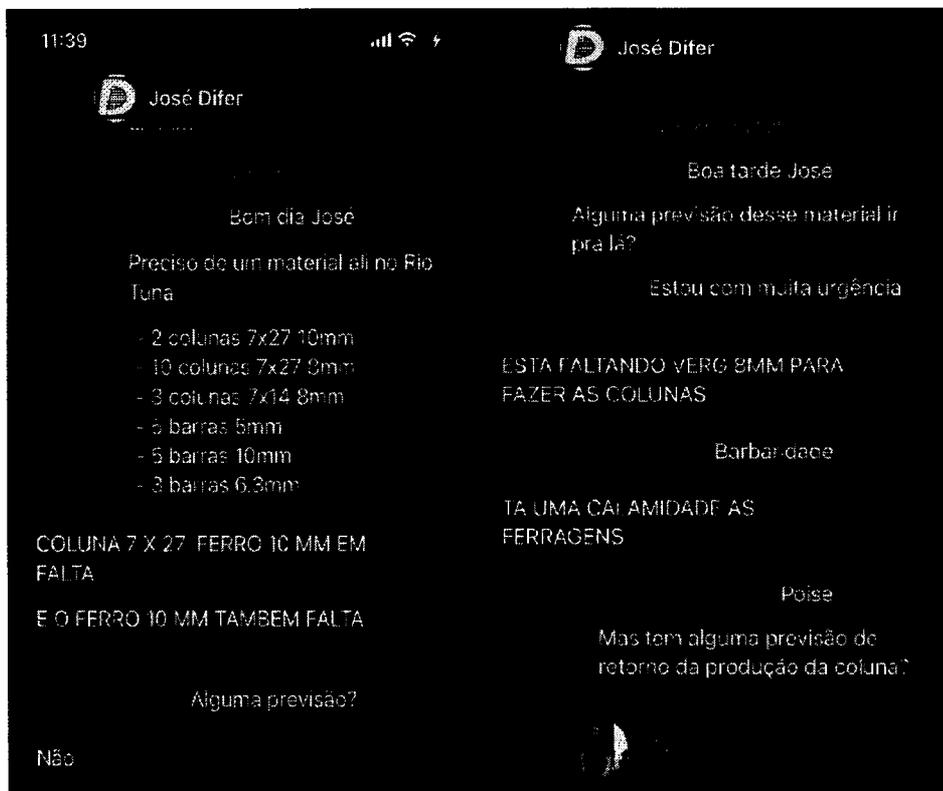 11:39
José Difer
Bom dia José
Preciso de um material ali no Rio
Tuna
- 2 colunas 7x27 10mm
- 10 colunas 7x27 8mm
- 3 colunas 7x14 8mm
- 5 barras 5mm
- 5 barras 10mm
- 3 barras 6.3mm
COLUNA 7 X 27 FERRO 10 MM EM
FALTA
E O FERRO 10 MM TAMBEM FALTA
Alguma previsão?
Não
José Difer
Boa tarde Jose
Alguma previsão desse material ir
pra lá?
Estou com muita urgência
ESTA FALTANDO VERG 8MM PARA
FAZER AS COLUNAS
Barbaridade
TA UMA CALAMIDADE AS
FERRAGENS
Poise
Mas tem alguma previsão de
retorno da produção da coluna?